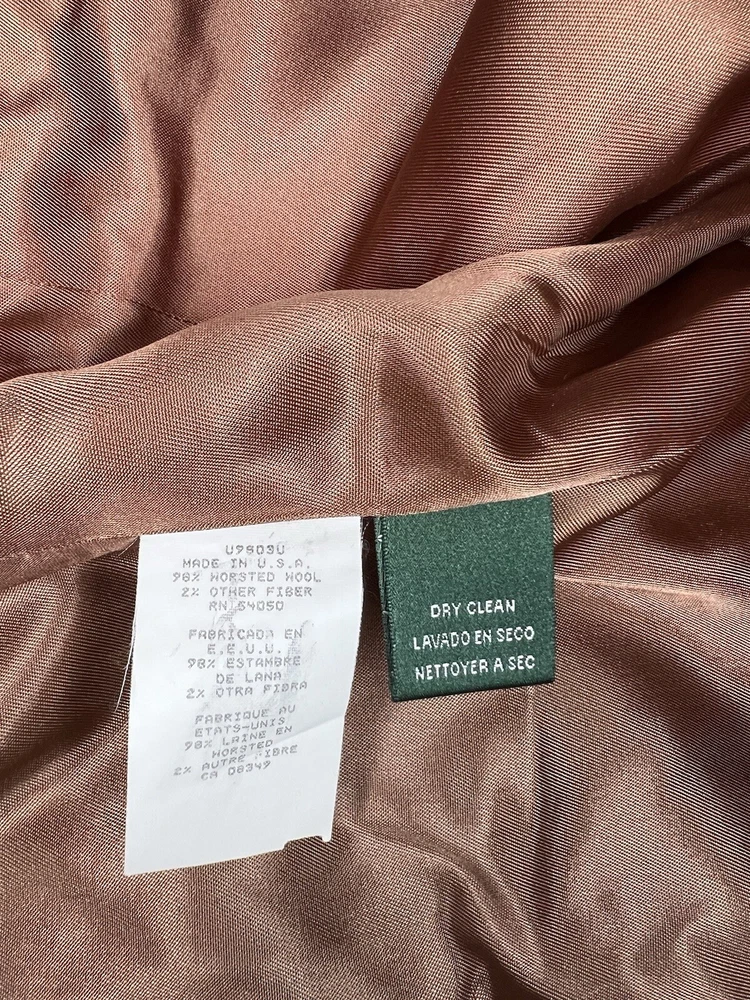 U9803U
MADE IN U.S.A.
98% WORSTED WOOL
2% OTHER FIBER
RN 54050
FABRICADA EN
E.E.U.U.
98% ESTAMBRE
DE LANA
2% OTRA FIBRA
FABRIQUE AU
ETATS-UNIS
98% LAINE EN
WORSTED
2% AUTRE FIBRE
CA 08349
DRY CLEAN
LAVADO EN SECO
NETTOYER A SEC